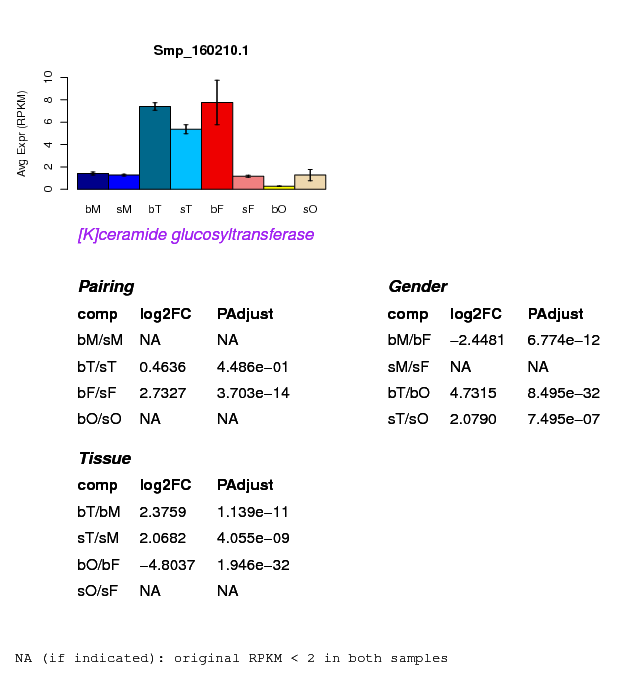 Smp_160210.1
Avg Expr (RPKM)
0 2 4 6 8 10
bM sM bT sT bF sF bO sO
[K]ceramide glucosyltransferase
Pairing
comp log2FC PAdjust
bM/sM NA NA
bT/sT 0.4636 4.486e−01
bF/sF 2.7327 3.703e−14
bO/sO NA NA
Gender
comp log2FC PAdjust
bM/bF −2.4481 6.774e−12
sM/sF NA NA
bT/bO 4.7315 8.495e−32
sT/sO 2.0790 7.495e−07
Tissue
comp log2FC PAdjust
bT/bM 2.3759 1.139e−11
sT/sM 2.0682 4.055e−09
bO/bF −4.8037 1.946e−32
sO/sF NA NA
NA (if indicated): original RPKM < 2 in both samples